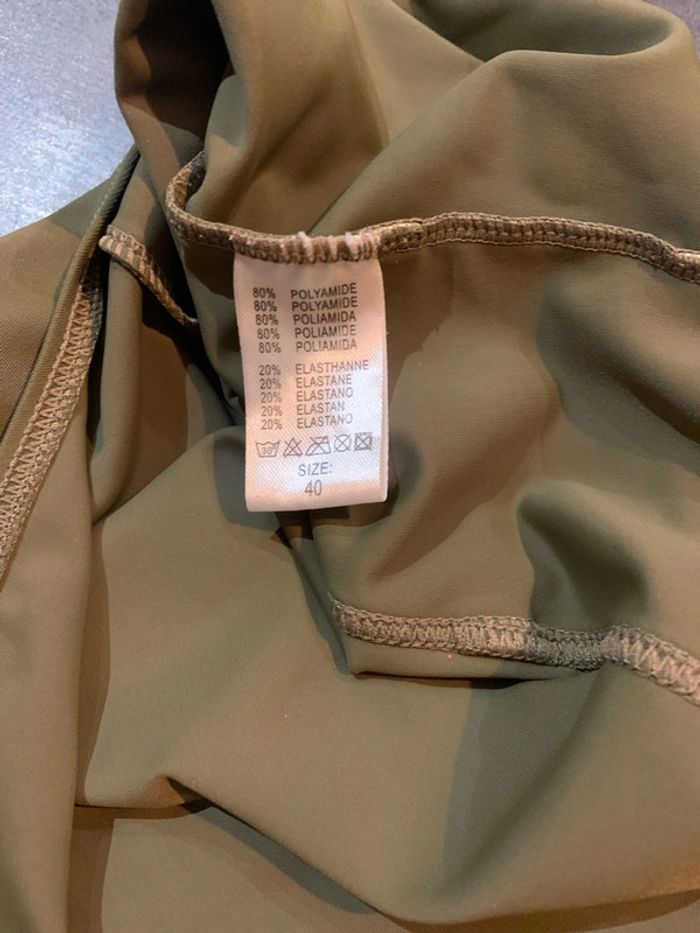 80% POLYAMIDE
80% POLYAMIDE
80% POLIAMIDA
80% POLIAMIDE
80% POLIAMIDA
20% ELASTHANNE
20% ELASTANE
20% ELASTANO
20% ELASTAN
20% ELASTANO
30°
SIZE:
40